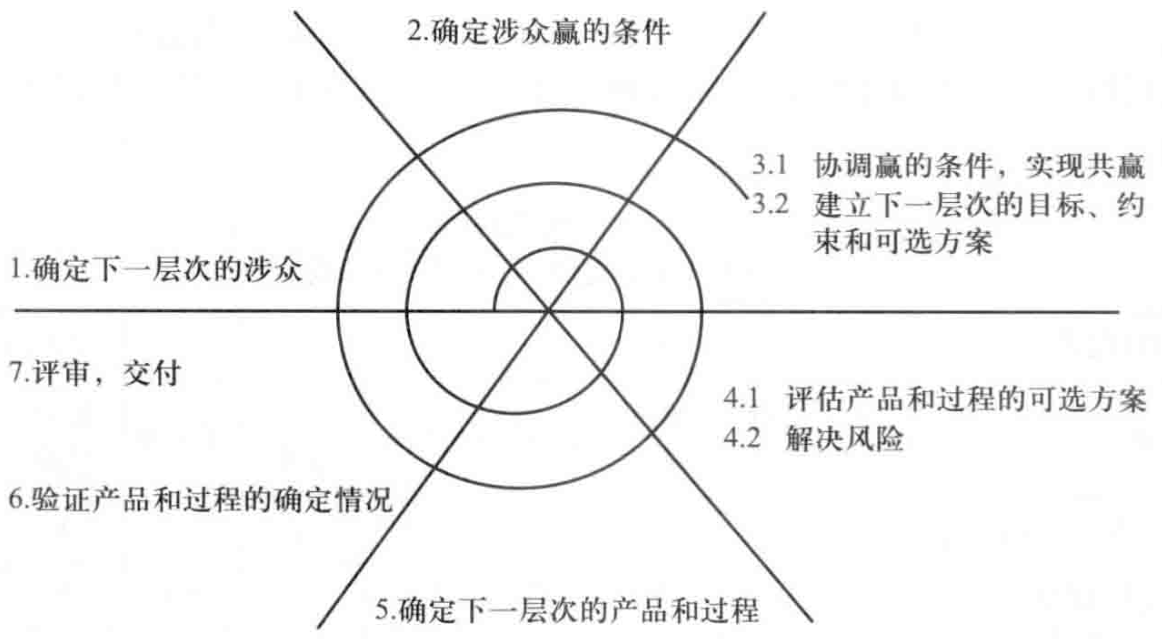 2.确定涉众赢的条件
3.1 协调赢的条件，实现共赢
3.2 建立下一层次的目标、约
束和可选方案
1.确定下一层次的涉众
7.评审，交付
4.1 评估产品和过程的可选方案
4.2 解决风险
6.验证产品和过程的确定情况
5.确定下一层次的产品和过程